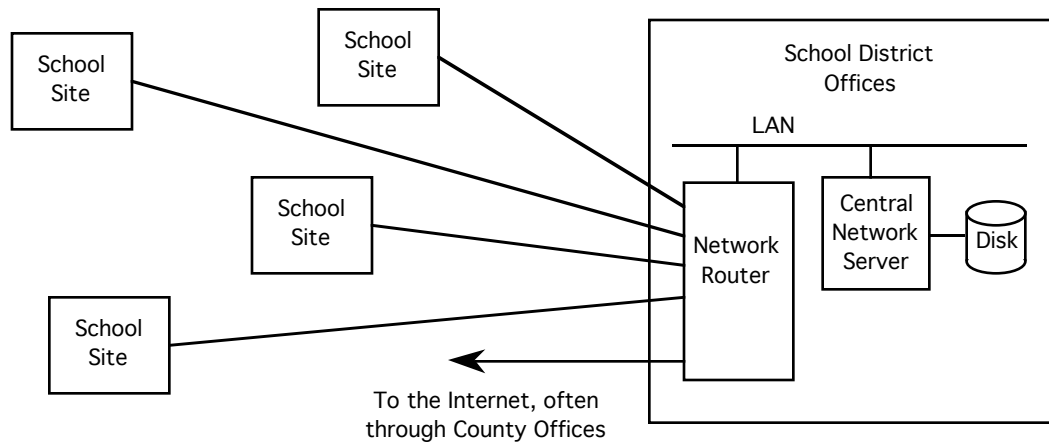 School
Site
School
Site
School District
Offices
LAN
School
Site
Central
Network
Server
Disk
Network
Router
School
Site
To the Internet, often
through County Offices